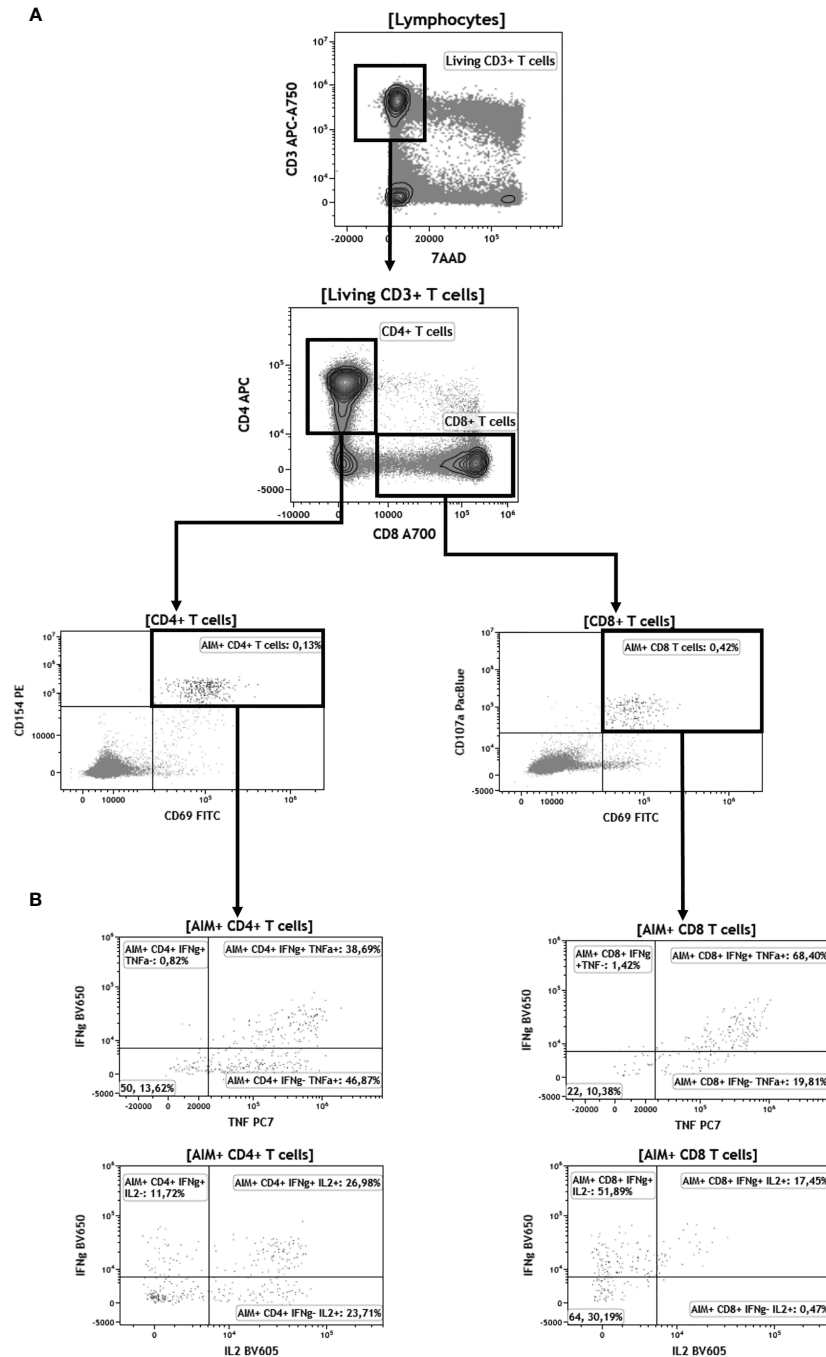 A
[Lymphocytes]
Living CD3+ T cells
CD3 APC-A750
10⁷
10⁶
10⁵
10⁴
0
-20000 0 20000 10⁵
7AAD
[Living CD3+ T cells]
CD4+ T cells
CD8+ T cells
CD4 APC
10⁵
10⁴
0
-5000
-10000 0 10000 10⁵ 10⁶
CD8 A700
[CD4+ T cells]
AIM+ CD4+ T cells: 0,13%
CD154 PE
10⁷
10⁶
10⁵
10000
0
0 10000 10⁵ 10⁶
CD69 FITC
[CD8+ T cells]
AIM+ CD8 T cells: 0,42%
CD107a PacBlue
10⁷
10⁶
10⁵
10⁴
0
-5000
0 10000 10⁵ 10⁶
CD69 FITC
B
[AIM+ CD4+ T cells]
AIM+ CD4+ IFNg+
TNFa-: 0,82%
AIM+ CD4+ IFNg+ TNFa+: 38,69%
50, 13,62%
AIM+ CD4+ IFNg- TNFa+: 46,87%
IFNg BV650
10⁶
10⁵
10⁴
0
-5000
-20000 0 20000 10⁵ 10⁶
TNF PC7
[AIM+ CD8 T cells]
AIM+ CD8+ IFNg
+TNF-: 1,42%
AIM+ CD8+ IFNg+ TNFa+: 68,40%
22, 10,38%
AIM+ CD8+ IFNg- TNFa+: 19,81%
IFNg BV650
10⁶
10⁵
10⁴
0
-5000
-20000 0 20000 10⁵ 10⁶
TNF PC7
[AIM+ CD4+ T cells]
AIM+ CD4+ IFNg+
IL2-: 11,72%
AIM+ CD4+ IFNg+ IL2+: 26,98%
AIM+ CD4+ IFNg- IL2+: 23,71%
IFNg BV650
10⁶
10⁵
10⁴
0
-5000
0 10⁴ 10⁵
IL2 BV605
[AIM+ CD8 T cells]
AIM+ CD8+ IFNg+
IL2-: 51,89%
AIM+ CD8+ IFNg+ IL2+: 17,45%
64, 30,19%
AIM+ CD8+ IFNg- IL2+: 0,47%
IFNg BV650
10⁶
10⁵
10⁴
0
-5000
0 10⁴ 10⁵
IL2 BV605